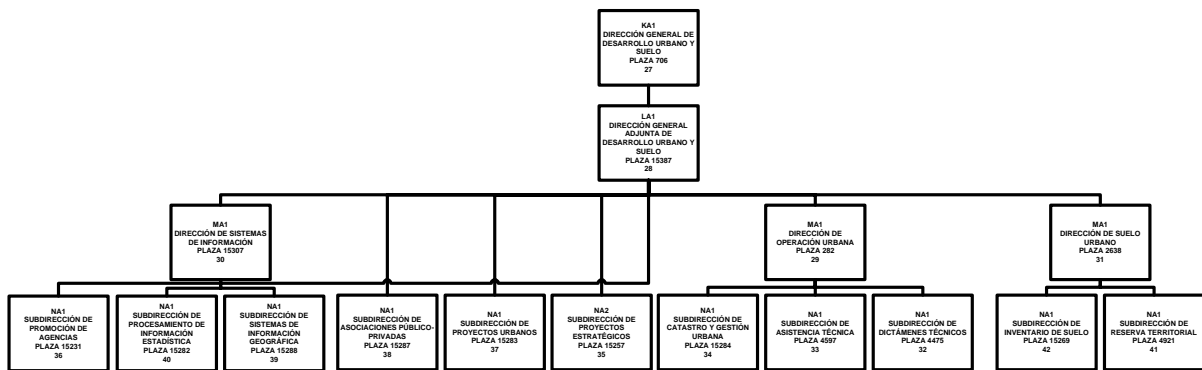 KA1
DIRECCIÓN GENERAL DE
DESARROLLO URBANO Y
SUELO
PLAZA 706
27
LA1
DIRECCIÓN GENERAL
ADJUNTA DE
DESARROLLO URBANO Y
SUELO
PLAZA 15387
28
MA1
DIRECCIÓN DE SISTEMAS
DE INFORMACIÓN
PLAZA 15307
30
MA1
DIRECCIÓN DE
OPERACIÓN URBANA
PLAZA 282
29
MA1
DIRECCIÓN DE SUELO
URBANO
PLAZA 2638
31
NA1
SUBDIRECCIÓN DE
PROMOCIÓN DE
AGENCIAS
PLAZA 15231
36
NA1
SUBDIRECCIÓN DE
PROCESAMIENTO DE
INFORMACIÓN
ESTADÍSTICA
PLAZA 15282
40
NA1
SUBDIRECCIÓN DE
SISTEMAS DE
INFORMACIÓN
GEOGRÁFICA
PLAZA 15288
39
NA1
SUBDIRECCIÓN DE
ASOCIACIONES PÚBLICO-
PRIVADAS
PLAZA 15287
38
NA1
SUBDIRECCIÓN DE
PROYECTOS URBANOS
PLAZA 15283
37
NA2
SUBDIRECCIÓN DE
PROYECTOS
ESTRATÉGICOS
PLAZA 15257
35
NA1
SUBDIRECCIÓN DE
CATASTRO Y GESTIÓN
URBANA
PLAZA 15284
34
NA1
SUBDIRECCIÓN DE
ASISTENCIA TÉCNICA
PLAZA 4597
33
NA1
SUBDIRECCIÓN DE
DICTÁMENES TÉCNICOS
PLAZA 4475
32
NA1
SUBDIRECCIÓN DE
INVENTARIO DE SUELO
PLAZA 15269
42
NA1
SUBDIRECCIÓN DE
RESERVA TERRITORIAL
PLAZA 4921
41